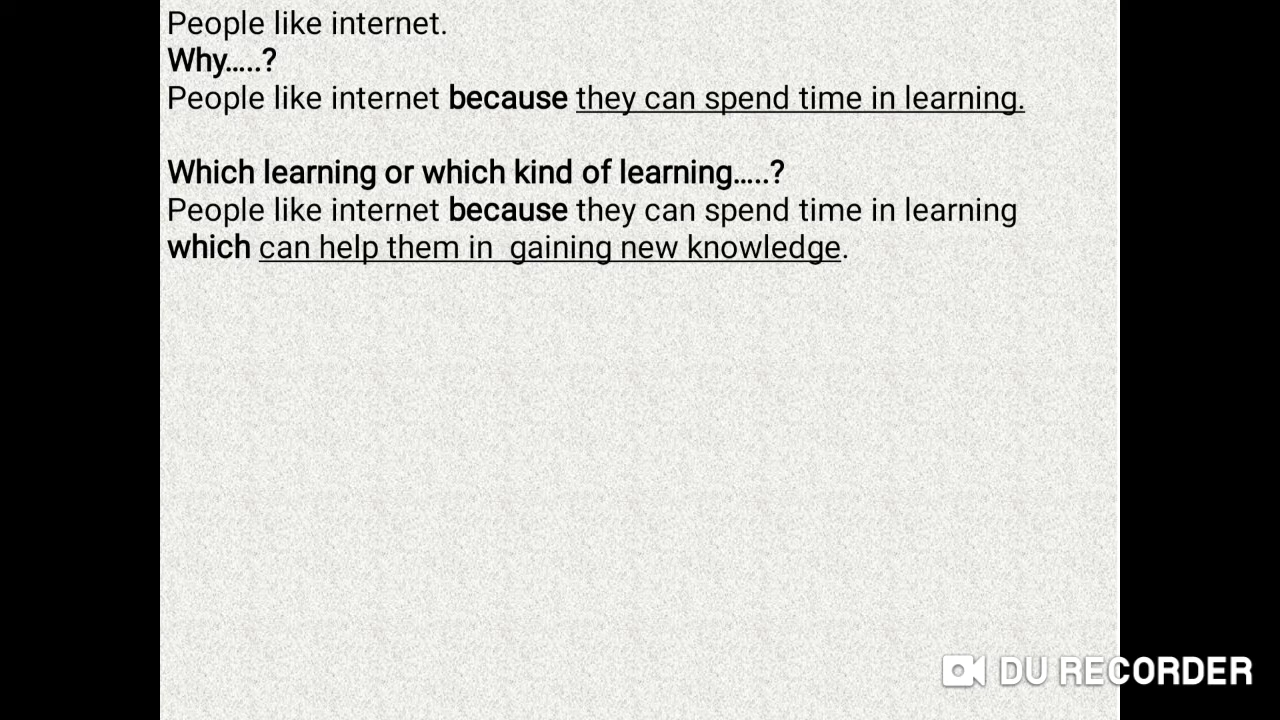 People like internet.
Why.....?
People like internet because they can spend time in learning.
Which learning or which kind of learning.....?
People like internet because they can spend time in learning
which can help them in  gaining new knowledge.
DU RECORDER